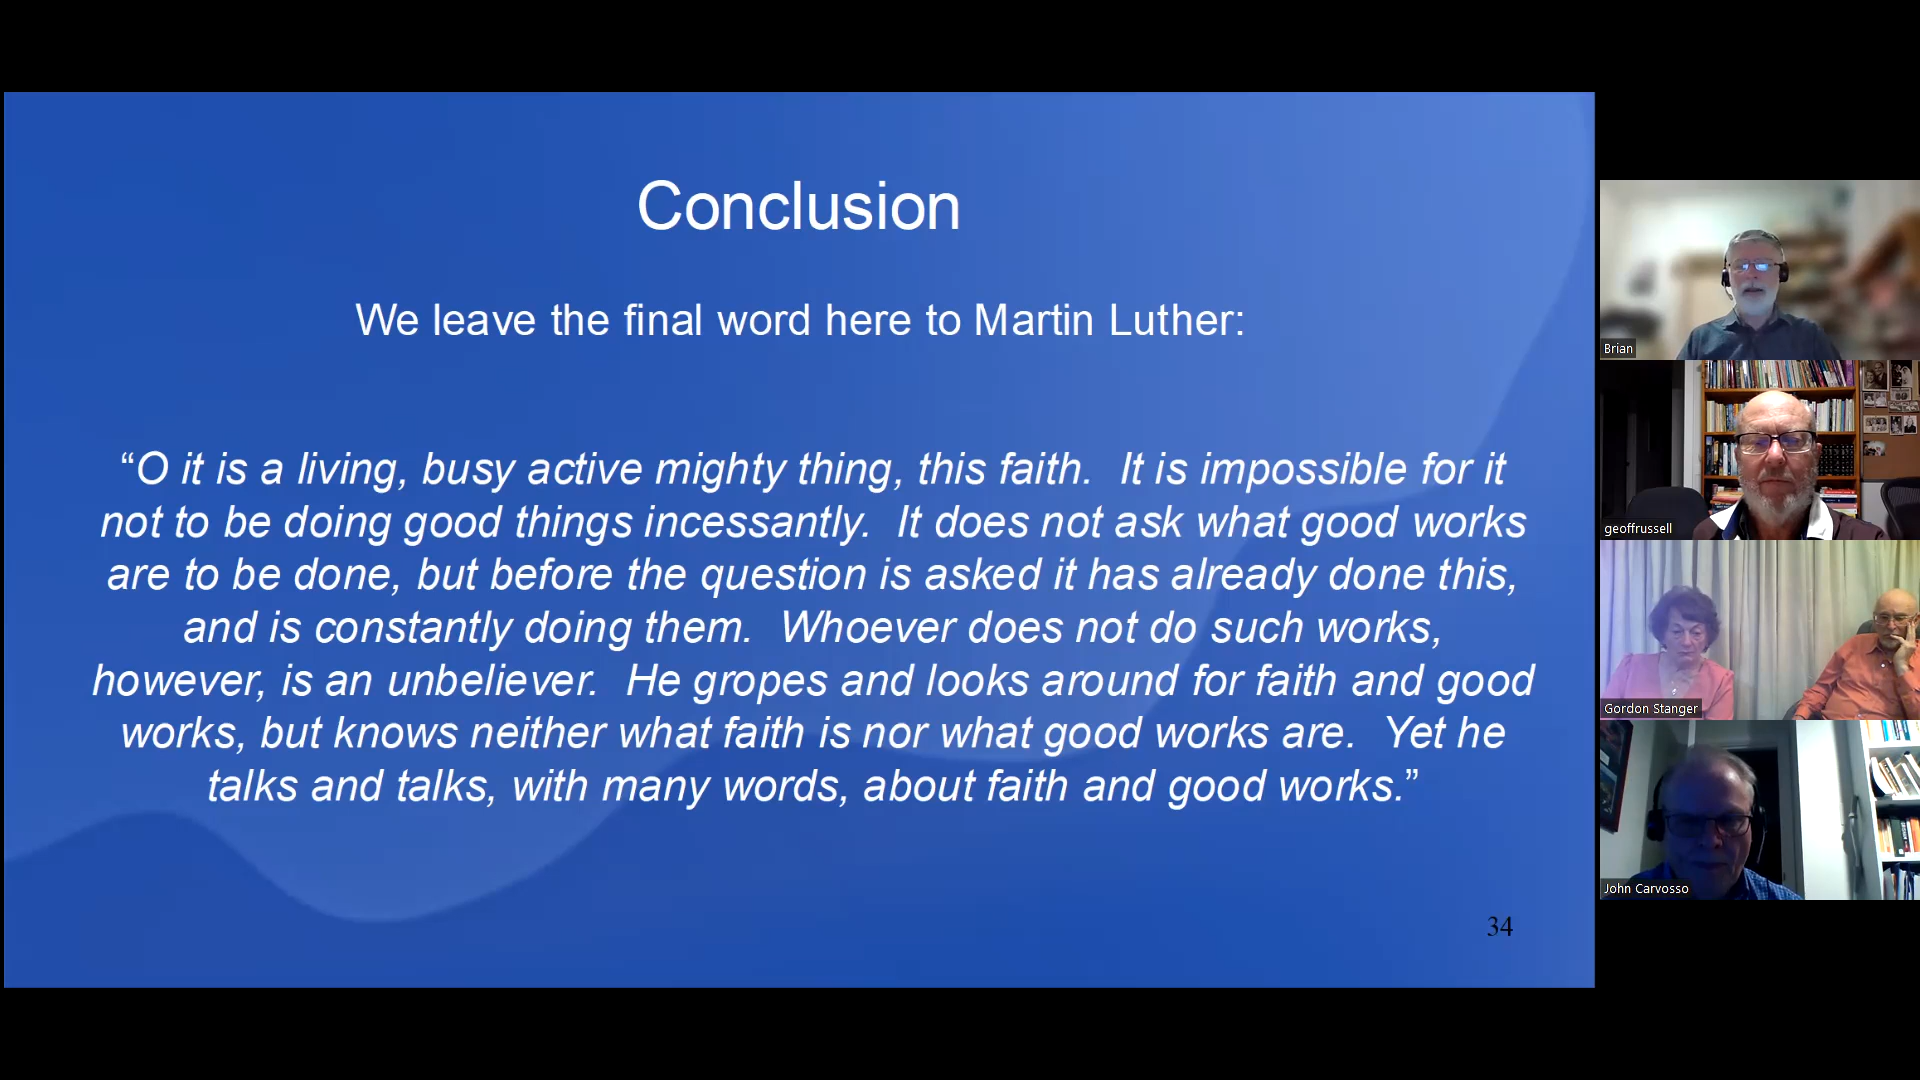 Conclusion
We leave the final word here to Martin Luther:
“O it is a living, busy active mighty thing, this faith.  It is impossible for it
not to be doing good things incessantly.  It does not ask what good works
are to be done, but before the question is asked it has already done this,
and is constantly doing them.  Whoever does not do such works,
however, is an unbeliever.  He gropes and looks around for faith and good
works, but knows neither what faith is nor what good works are.  Yet he
talks and talks, with many words, about faith and good works.”
34
Brian
geoffrussell
Gordon Stanger
John Carvosso